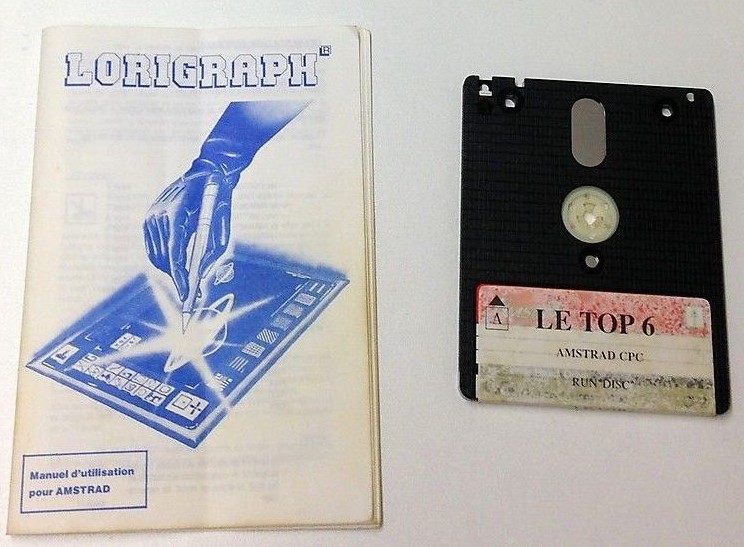 LORIGRAPH®
Manuel d'utilisation
pour AMSTRAD
A
LE TOP 6
AMSTRAD CPC
RUN"DISC"